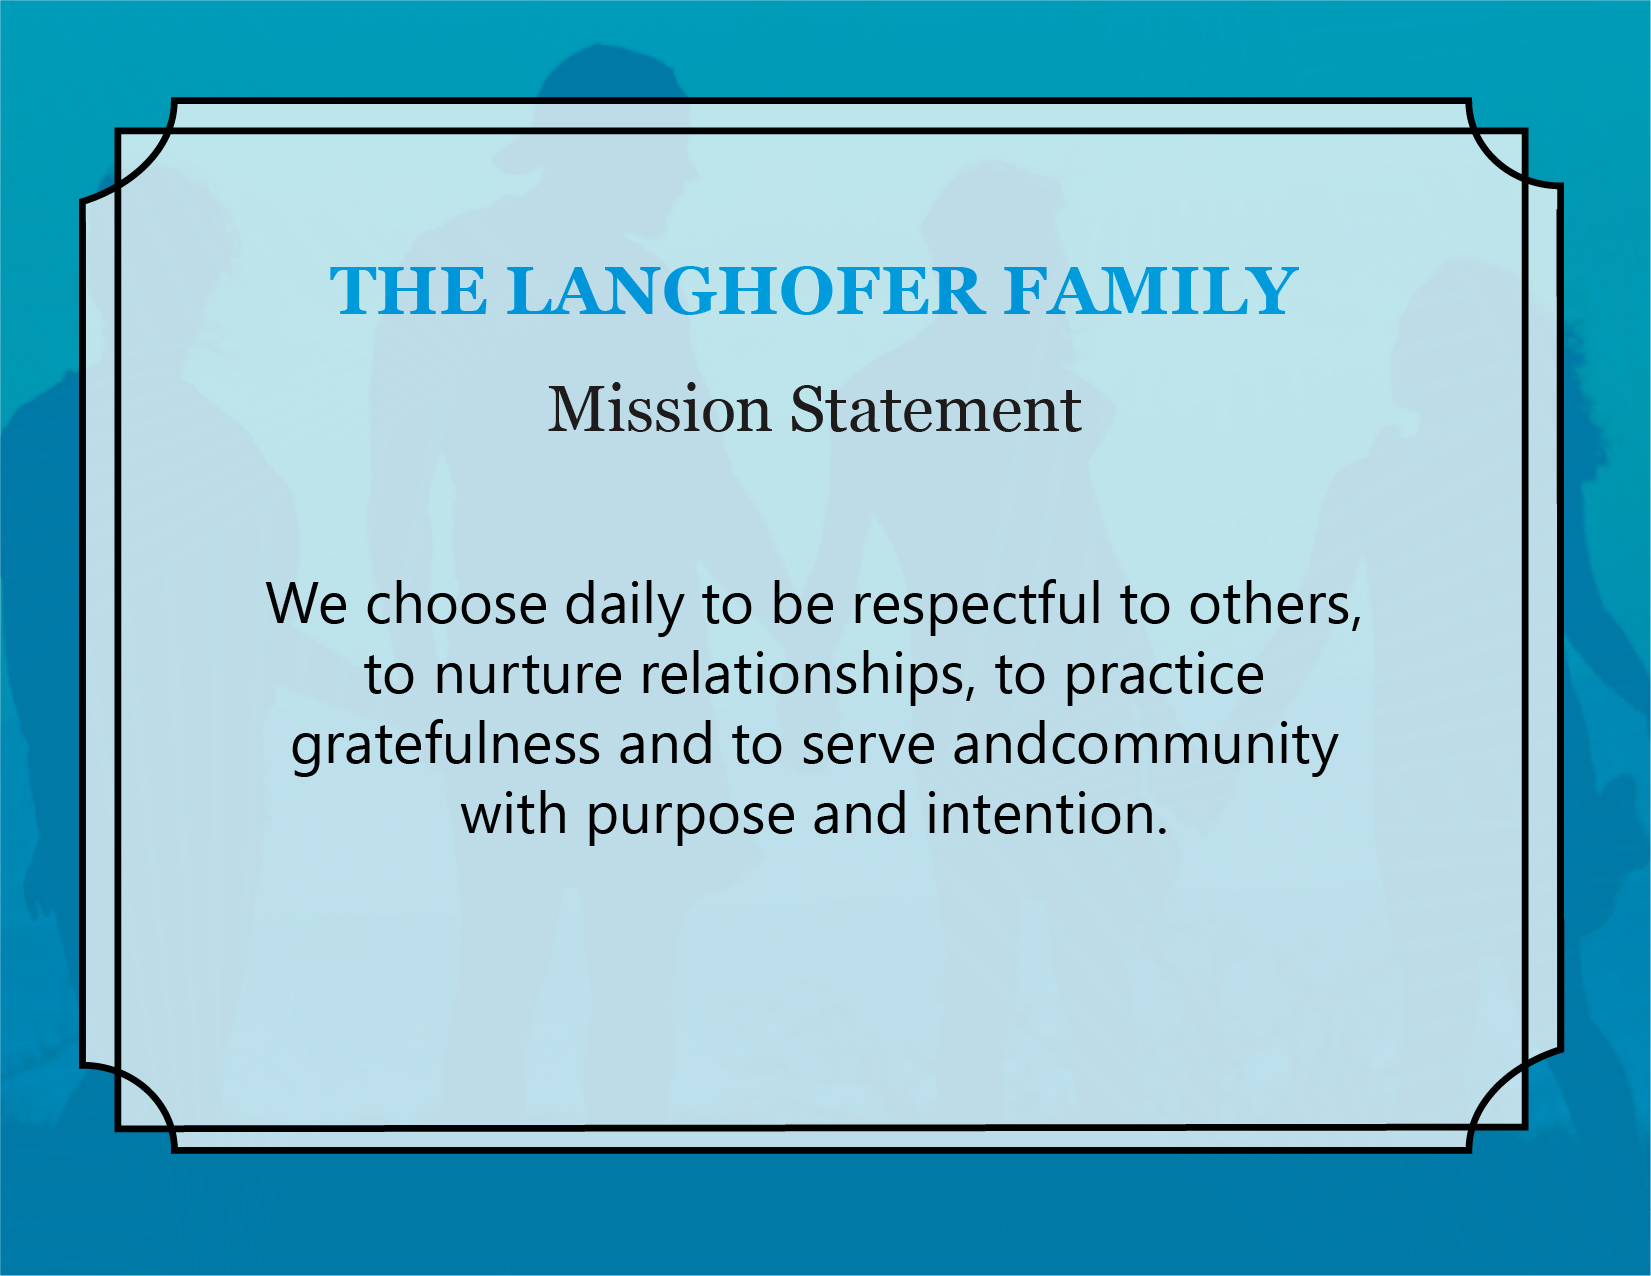 THE LANGHOFER FAMILY
Mission Statement
We choose daily to be respectful to others,
to nurture relationships, to practice
gratefulness and to serve andcommunity
with purpose and intention.